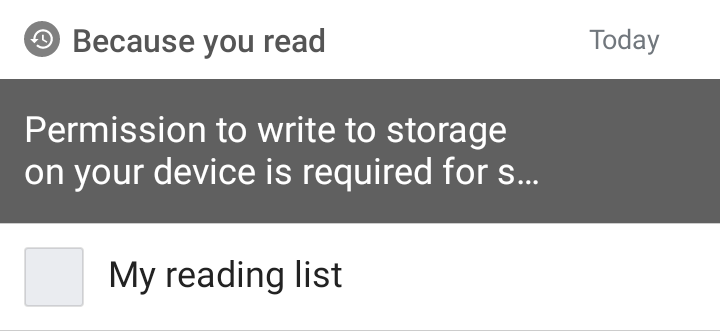 Because you read
Today
Permission to write to storage
on your device is required for s...
My reading list